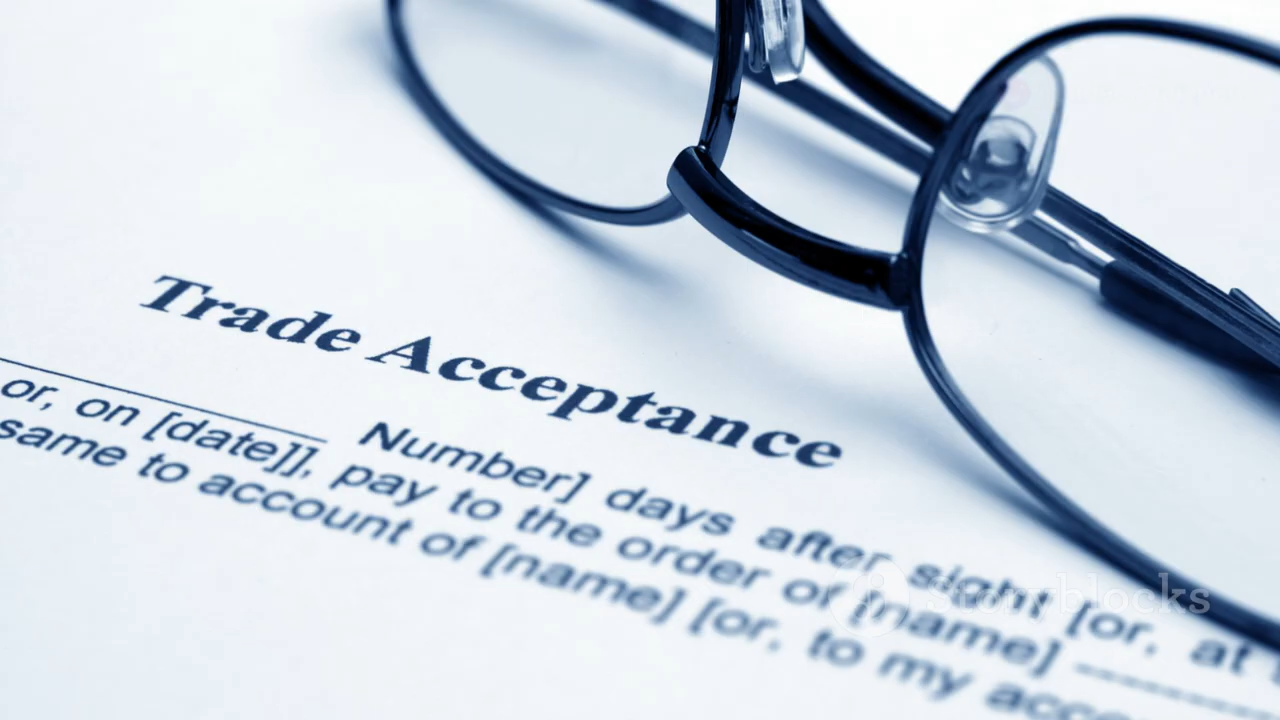 Trade Acceptance
Number] days after sight [or, at
or, on [date]], pay to the order of [name]
same to account of [name] [or, to my
Storyblocks